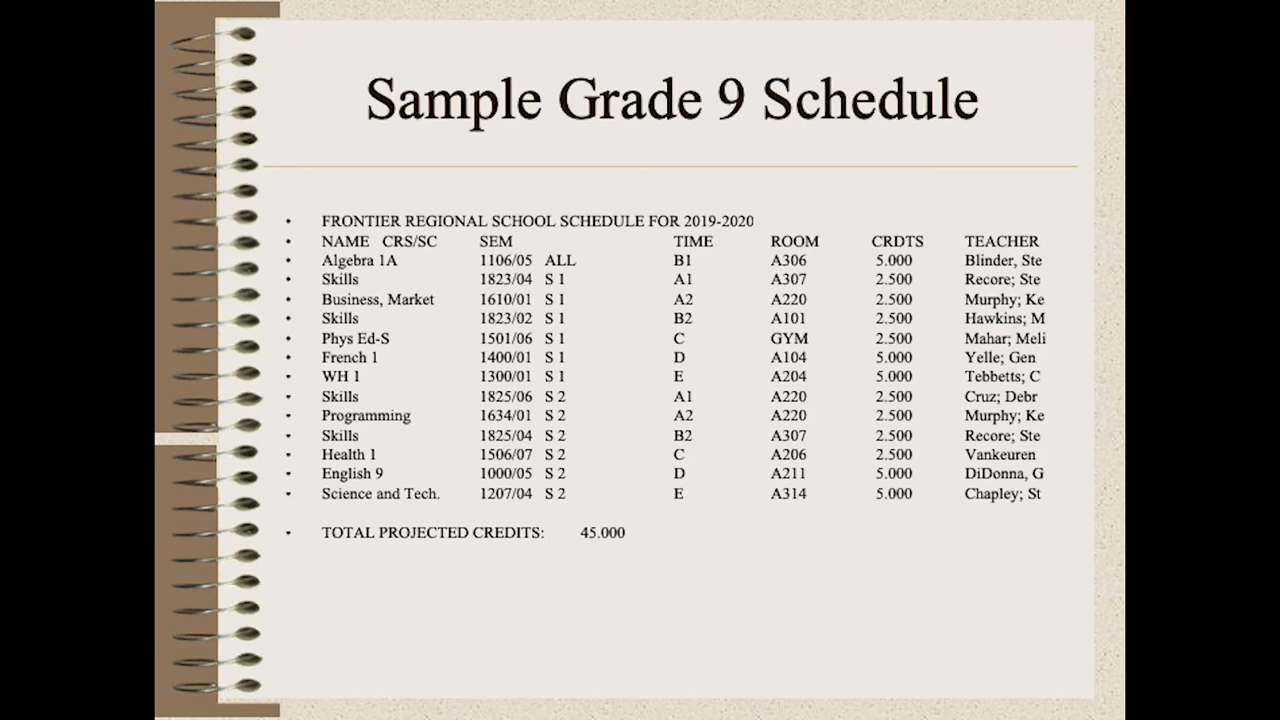 Sample Grade 9 Schedule
• FRONTIER REGIONAL SCHOOL SCHEDULE FOR 2019-2020
• NAME CRS/SC SEM TIME ROOM CRDTS TEACHER
• Algebra 1A 1106/05 ALL B1 A306 5.000 Blinder, Ste
• Skills 1823/04 S 1 A1 A307 2.500 Recore; Ste
• Business, Market 1610/01 S 1 A2 A220 2.500 Murphy; Ke
• Skills 1823/02 S 1 B2 A101 2.500 Hawkins; M
• Phys Ed-S 1501/06 S 1 C GYM 2.500 Mahar; Meli
• French 1 1400/01 S 1 D A104 5.000 Yelle; Gen
• WH 1 1300/01 S 1 E A204 5.000 Tebbetts; C
• Skills 1825/06 S 2 A1 A220 2.500 Cruz; Debr
• Programming 1634/01 S 2 A2 A220 2.500 Murphy; Ke
• Skills 1825/04 S 2 B2 A307 2.500 Recore; Ste
• Health 1 1506/07 S 2 C A206 2.500 Vankeuren
• English 9 1000/05 S 2 D A211 5.000 DiDonna, G
• Science and Tech. 1207/04 S 2 E A314 5.000 Chapley; St
• TOTAL PROJECTED CREDITS: 45.000